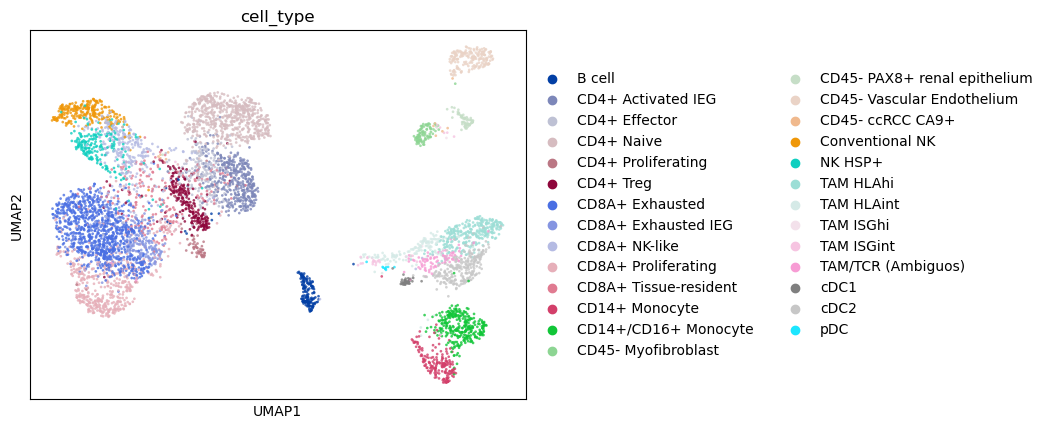 cell_type
UMAP2
UMAP1
B cell
CD4+ Activated IEG
CD4+ Effector
CD4+ Naive
CD4+ Proliferating
CD4+ Treg
CD8A+ Exhausted
CD8A+ Exhausted IEG
CD8A+ NK-like
CD8A+ Proliferating
CD8A+ Tissue-resident
CD14+ Monocyte
CD14+/CD16+ Monocyte
CD45- Myofibroblast
CD45- PAX8+ renal epithelium
CD45- Vascular Endothelium
CD45- ccRCC CA9+
Conventional NK
NK HSP+
TAM HLAhi
TAM HLAint
TAM ISGhi
TAM ISGint
TAM/TCR (Ambiguos)
cDC1
cDC2
pDC